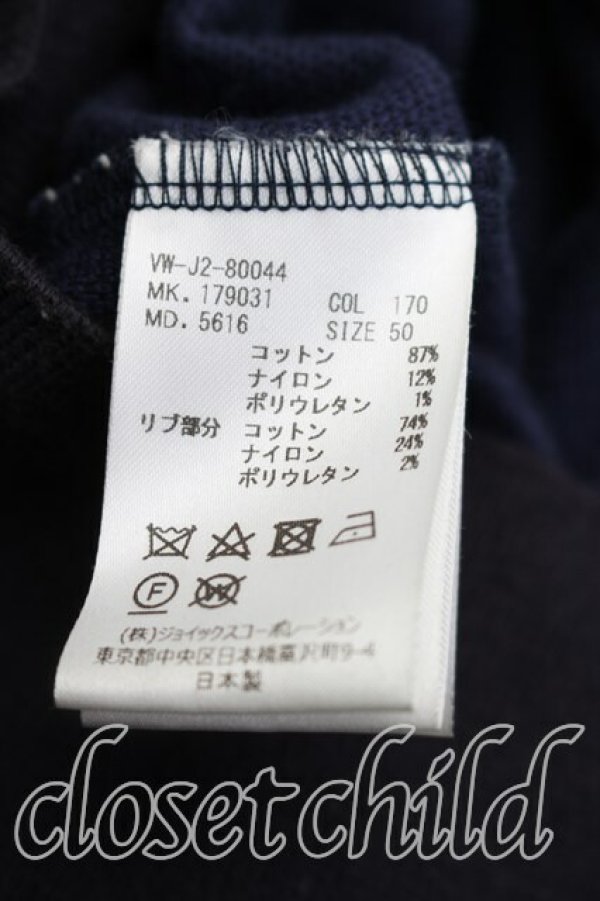 VW-J2-80044
MK. 179031 COL 170
MD. 5616 SIZE 50
コットン 87%
ナイロン 12%
ポリウレタン 1%
リブ部分 コットン 74%
ナイロン 24%
ポリウレタン 2%
F W
(株)ジョイックスコーポレーション
東京都中央区日本橋蛎殻町9-4
日本製
closet child